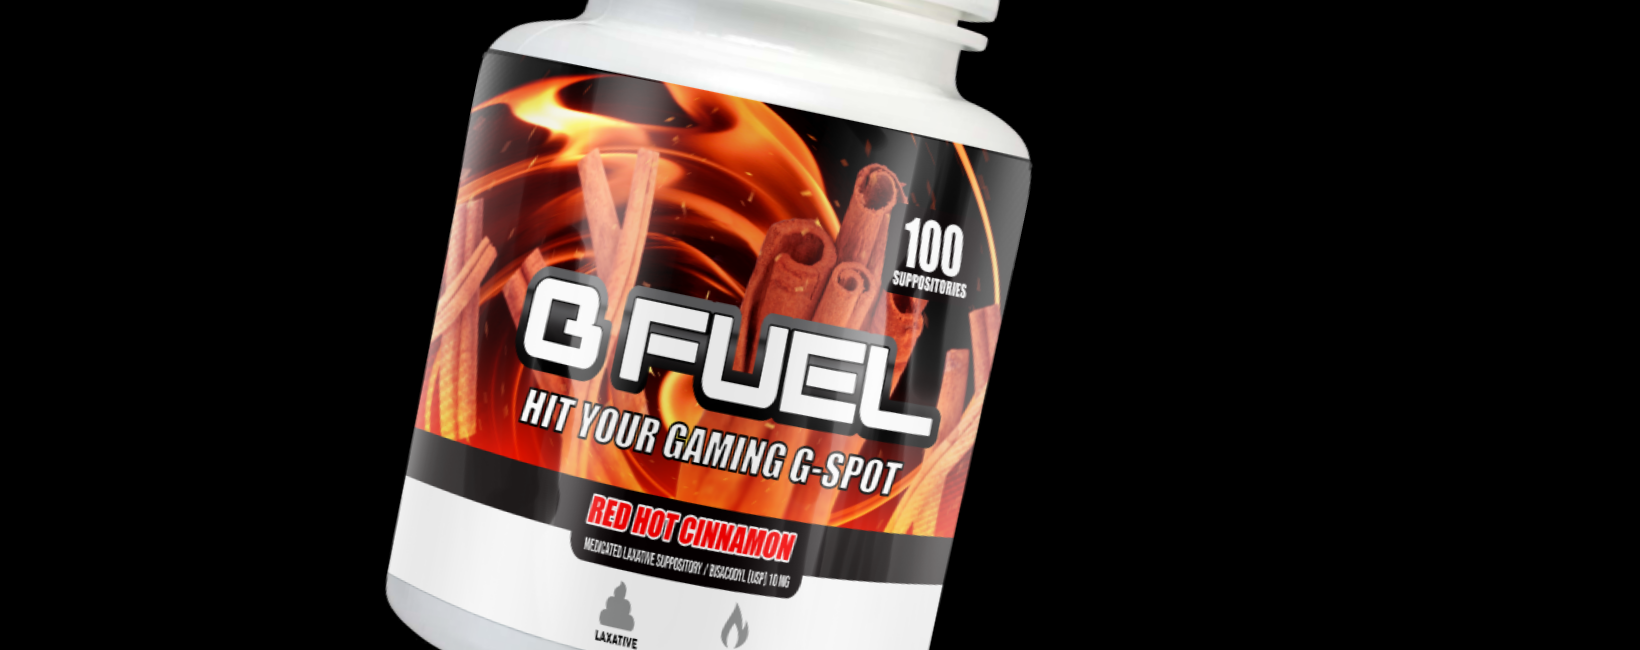 100
SUPPOSITORIES
B FUEL
HIT YOUR GAMING G-SPOT
RED HOT CINNAMON
MEDICATED LAXATIVE SUPPOSITORY / BISACODYL (USP) 10 MG
LAXATIVE